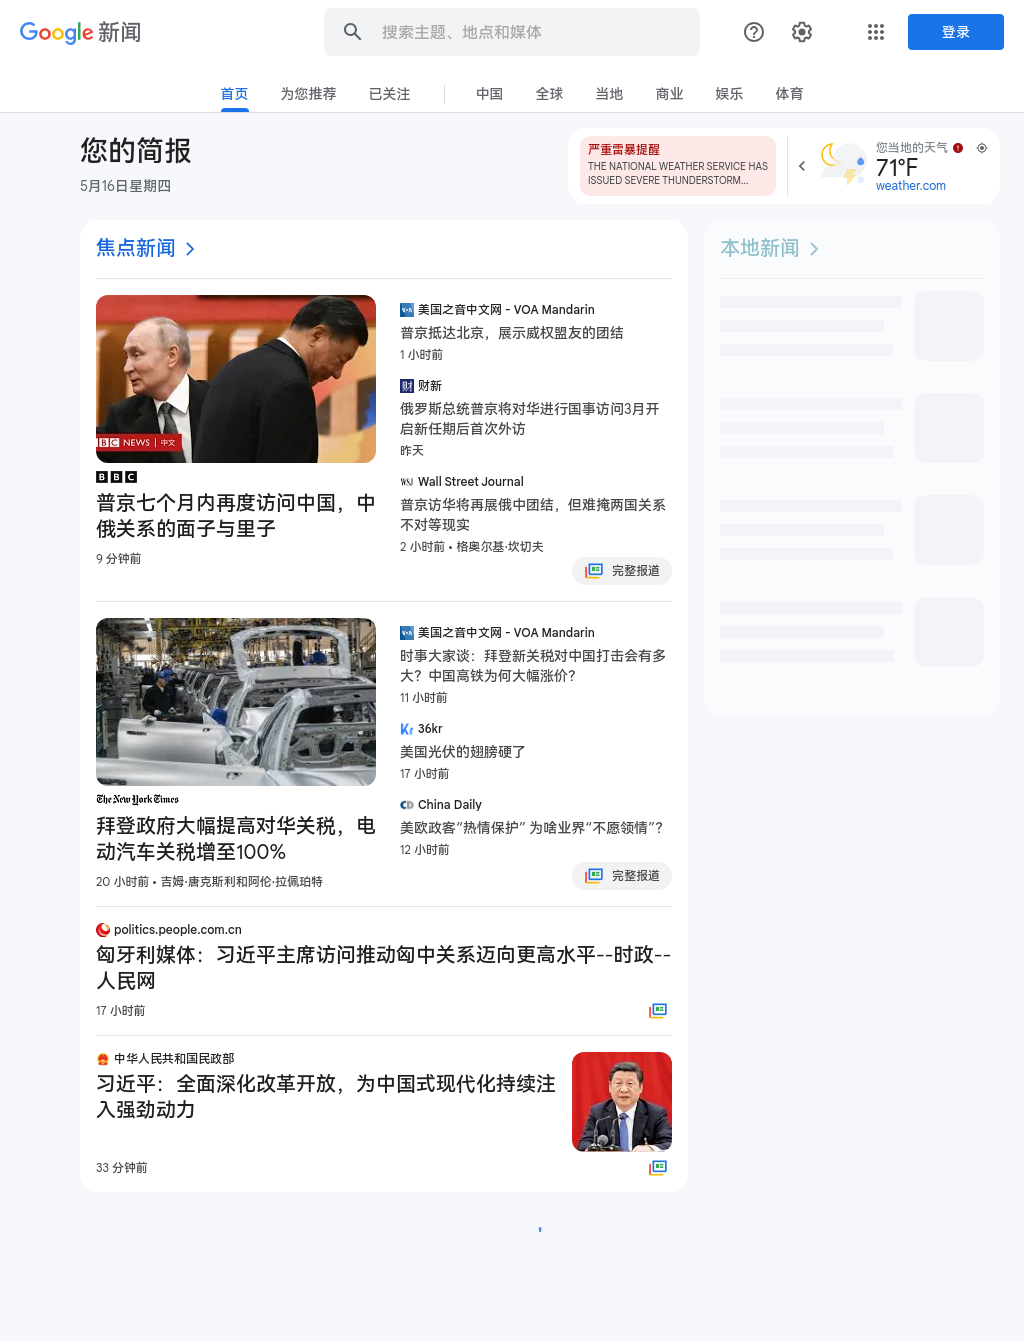 Google 新闻
搜索主题、地点和媒体
登录
首页
为您推荐
已关注
中国
全球
当地
商业
娱乐
体育
您的简报
5月16日星期四
严重雷暴提醒
THE NATIONAL WEATHER SERVICE HAS
ISSUED SEVERE THUNDERSTORM...
您当地的天气
71°F
weather.com
焦点新闻
BBC NEWS 中文
BBC
普京七个月内再度访问中国，中
俄关系的面子与里子
9 分钟前
美国之音中文网 - VOA Mandarin
普京抵达北京，展示威权盟友的团结
1 小时前
财新
俄罗斯总统普京将对华进行国事访问3月开
启新任期后首次外访
昨天
WSJ Wall Street Journal
普京访华将再展俄中团结，但难掩两国关系
不对等现实
2 小时前 • 格奥尔基·坎切夫
完整报道
The New York Times
拜登政府大幅提高对华关税，电
动汽车关税增至100%
20 小时前 • 吉姆·唐克斯利和阿伦·拉佩珀特
美国之音中文网 - VOA Mandarin
时事大家谈：拜登新关税对中国打击会有多
大？中国高铁为何大幅涨价？
11 小时前
36kr
美国光伏的翅膀硬了
17 小时前
China Daily
美欧政客“热情保护” 为啥业界“不愿领情”？
12 小时前
完整报道
politics.people.com.cn
匈牙利媒体：习近平主席访问推动匈中关系迈向更高水平--时政--
人民网
17 小时前
中华人民共和国民政部
习近平：全面深化改革开放，为中国式现代化持续注
入强劲动力
33 分钟前
本地新闻